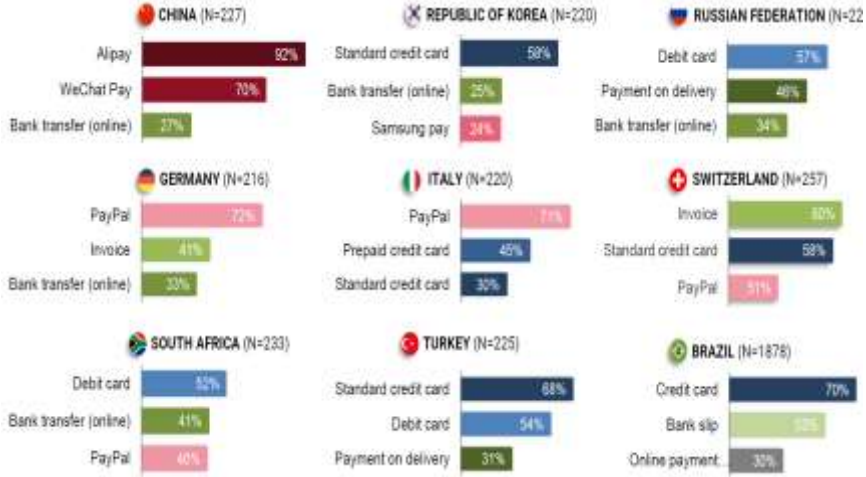 CHINA (N=227)
Alipay 92%
WeChat Pay 70%
Bank transfer (online) 27%
REPUBLIC OF KOREA (N=220)
Standard credit card 58%
Bank transfer (online) 25%
Samsung pay 24%
RUSSIAN FEDERATION (N=22
Debit card 57%
Payment on delivery 46%
Bank transfer (online) 34%
GERMANY (N=216)
PayPal 72%
Invoice 41%
Bank transfer (online) 33%
ITALY (N=220)
PayPal 71%
Prepaid credit card 45%
Standard credit card 30%
SWITZERLAND (N=257)
Invoice 60%
Standard credit card 58%
PayPal 51%
SOUTH AFRICA (N=233)
Debit card 52%
Bank transfer (online) 41%
PayPal 40%
TURKEY (N=225)
Standard credit card 68%
Debit card 54%
Payment on delivery 31%
BRAZIL (N=1878)
Credit card 70%
Bank slip
Online payment... 30%